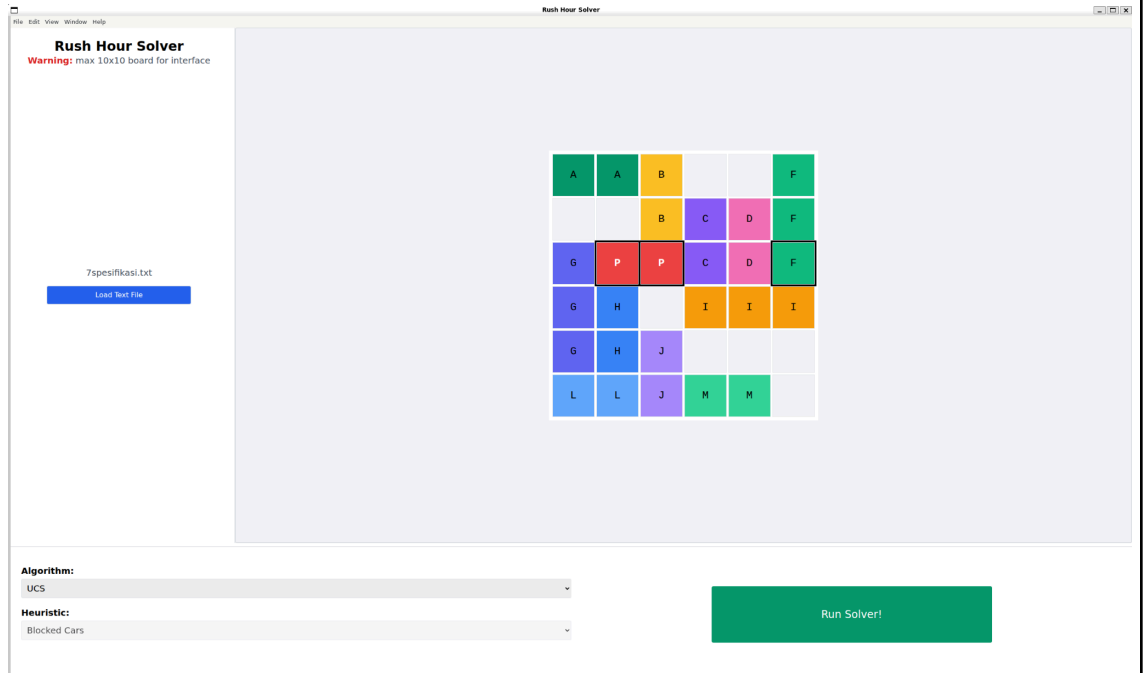 Rush Hour Solver
File Edit View Window Help
Rush Hour Solver
Warning: max 10x10 board for interface
7spesifikasi.txt
Load Text File
A A B F
B C D F
G P P C D F
G H I I I
G H J
L L J M M
Algorithm:
UCS
Heuristic:
Blocked Cars
Run Solver!